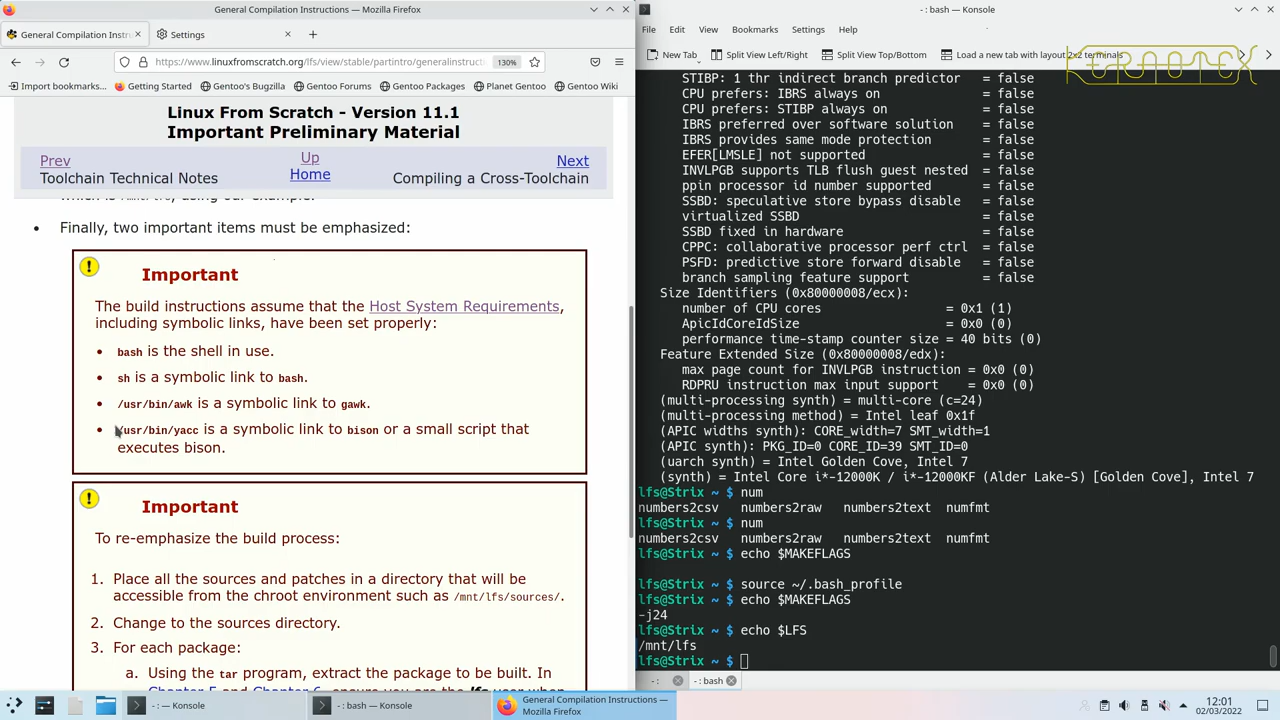 General Compilation Instructions — Mozilla Firefox
General Compilation Instr
Settings
https://www.linuxfromscratch.org/lfs/view/stable/partintro/generalinstruct
130%
Import bookmarks...
Getting Started
Gentoo's Bugzilla
Gentoo Forums
Gentoo Packages
Planet Gentoo
Gentoo Wiki
Linux From Scratch - Version 11.1
Important Preliminary Material
Prev
Up
Next
Toolchain Technical Notes
Home
Compiling a Cross-Toolchain
which is /mnt/lfs, using our example.
• Finally, two important items must be emphasized:
Important
The build instructions assume that the Host System Requirements,
including symbolic links, have been set properly:
• bash is the shell in use.
• sh is a symbolic link to bash.
• /usr/bin/awk is a symbolic link to gawk.
• /usr/bin/yacc is a symbolic link to bison or a small script that
executes bison.
Important
To re-emphasize the build process:
1. Place all the sources and patches in a directory that will be
accessible from the chroot environment such as /mnt/lfs/sources/.
2. Change to the sources directory.
3. For each package:
a. Using the tar program, extract the package to be built. In
Chapter 5 and Chapter 6, ensure you are the lfs user when
- : bash — Konsole
File Edit View Bookmarks Settings Help
New Tab
Split View Left/Right
Split View Top/Bottom
Load a new tab with layout 2x2 terminals
KERNOTEX
STIBP: 1 thr indirect branch predictor = false
CPU prefers: IBRS always on = false
CPU prefers: STIBP always on = false
IBRS preferred over software solution = false
IBRS provides same mode protection = false
EFER[LMSLE] not supported = false
INVLPGB supports TLB flush guest nested = false
ppin processor id number supported = false
SSBD: speculative store bypass disable = false
virtualized SSBD = false
SSBD fixed in hardware = false
CPPC: collaborative processor perf ctrl = false
PSFD: predictive store forward disable = false
branch sampling feature support = false
Size Identifiers (0x80000008/ecx):
number of CPU cores = 0x1 (1)
ApicIdCoreIdSize = 0x0 (0)
performance time-stamp counter size = 40 bits (0)
Feature Extended Size (0x80000008/edx):
max page count for INVLPGB instruction = 0x0 (0)
RDPRU instruction max input support = 0x0 (0)
(multi-processing synth) = multi-core (c=24)
(multi-processing method) = Intel leaf 0x1f
(APIC widths synth): CORE_width=7 SMT_width=1
(APIC synth): PKG_ID=0 CORE_ID=39 SMT_ID=0
(uarch synth) = Intel Golden Cove, Intel 7
(synth) = Intel Core i*-12000K / i*-12000KF (Alder Lake-S) [Golden Cove], Intel 7
lfs@Strix ~ $ num
numbers2csv numbers2raw numbers2text numfmt
lfs@Strix ~ $ num
numbers2csv numbers2raw numbers2text numfmt
lfs@Strix ~ $ echo $MAKEFLAGS
lfs@Strix ~ $ source ~/.bash_profile
lfs@Strix ~ $ echo $MAKEFLAGS
-j24
lfs@Strix ~ $ echo $LFS
/mnt/lfs
lfs@Strix ~ $
- :
- : bash
- : — Konsole
- : bash — Konsole
General Compilation Instructions —
Mozilla Firefox
12:01
02/03/2022